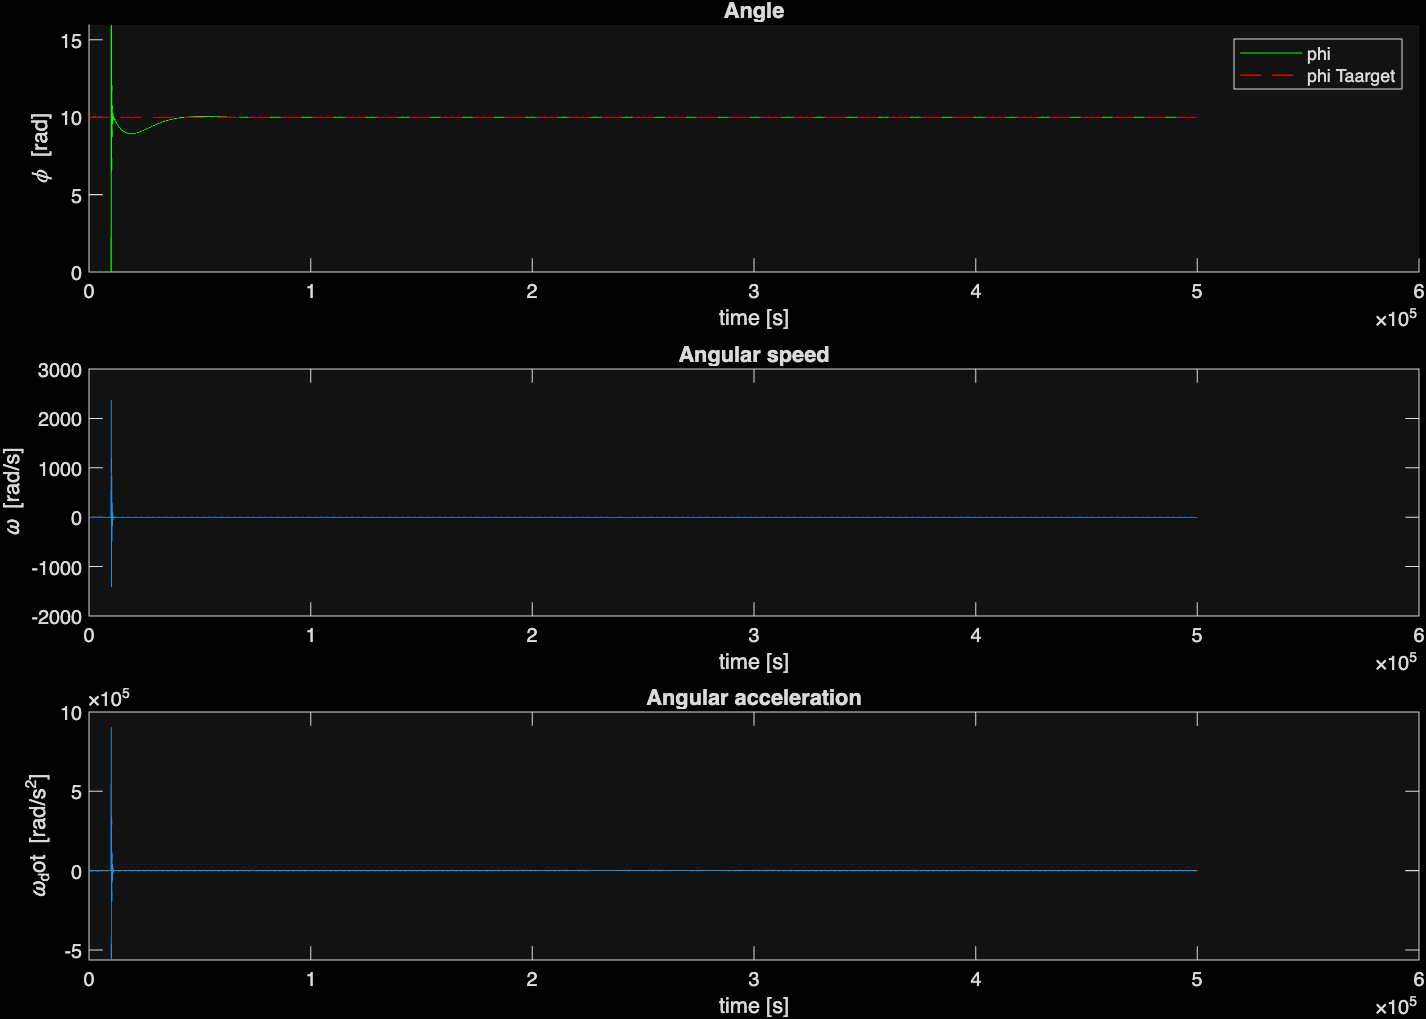 Angle
phi
phi Taarget
15
10
5
0
ϕ [rad]
0 1 2 3 4 5 6
time [s]
×10⁵
Angular speed
3000
2000
1000
0
-1000
-2000
ω [rad/s]
0 1 2 3 4 5 6
time [s]
×10⁵
Angular acceleration
×10⁵
10
5
0
-5
ω_dot [rad/s²]
0 1 2 3 4 5 6
time [s]
×10⁵